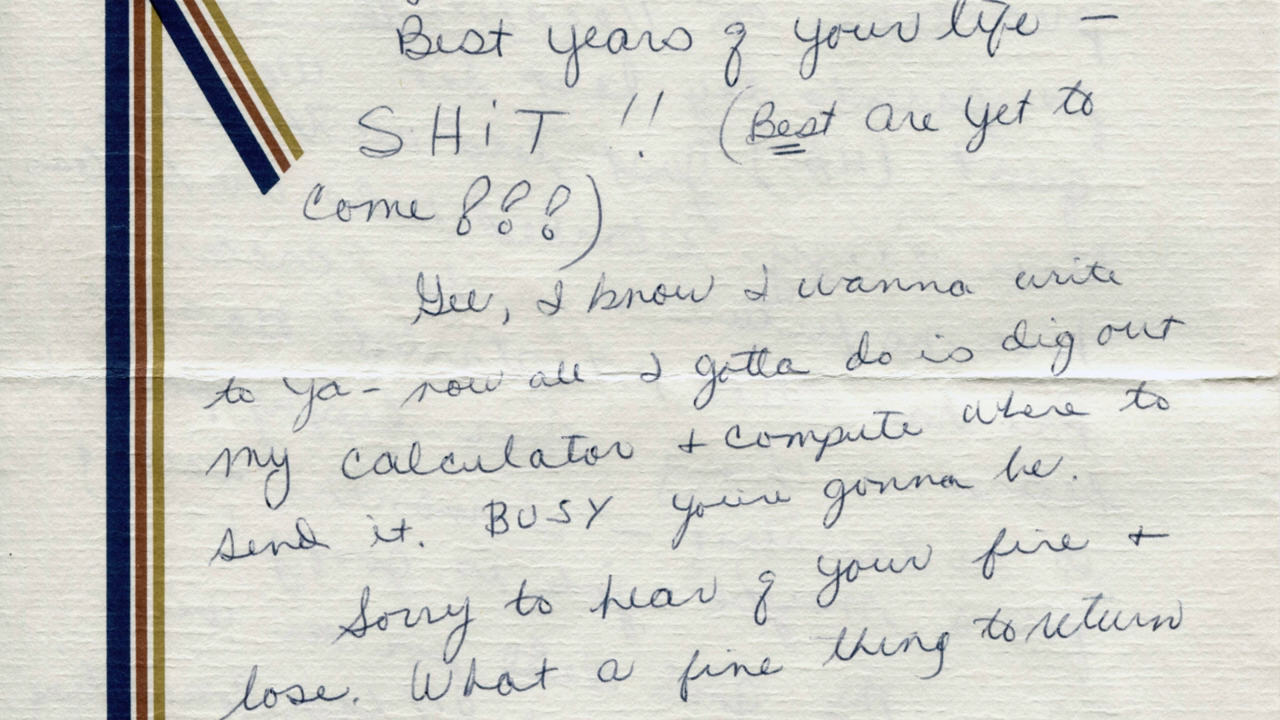 Best years of your life -
SHiT !! (Best are yet to
come ???)
Gee, I know I wanna write
to ya - now all I gotta do is dig out
my calculator + compute where to
send it. BUSY you're gonna be.
Sorry to hear of your fire +
lose. What a fine thing to return